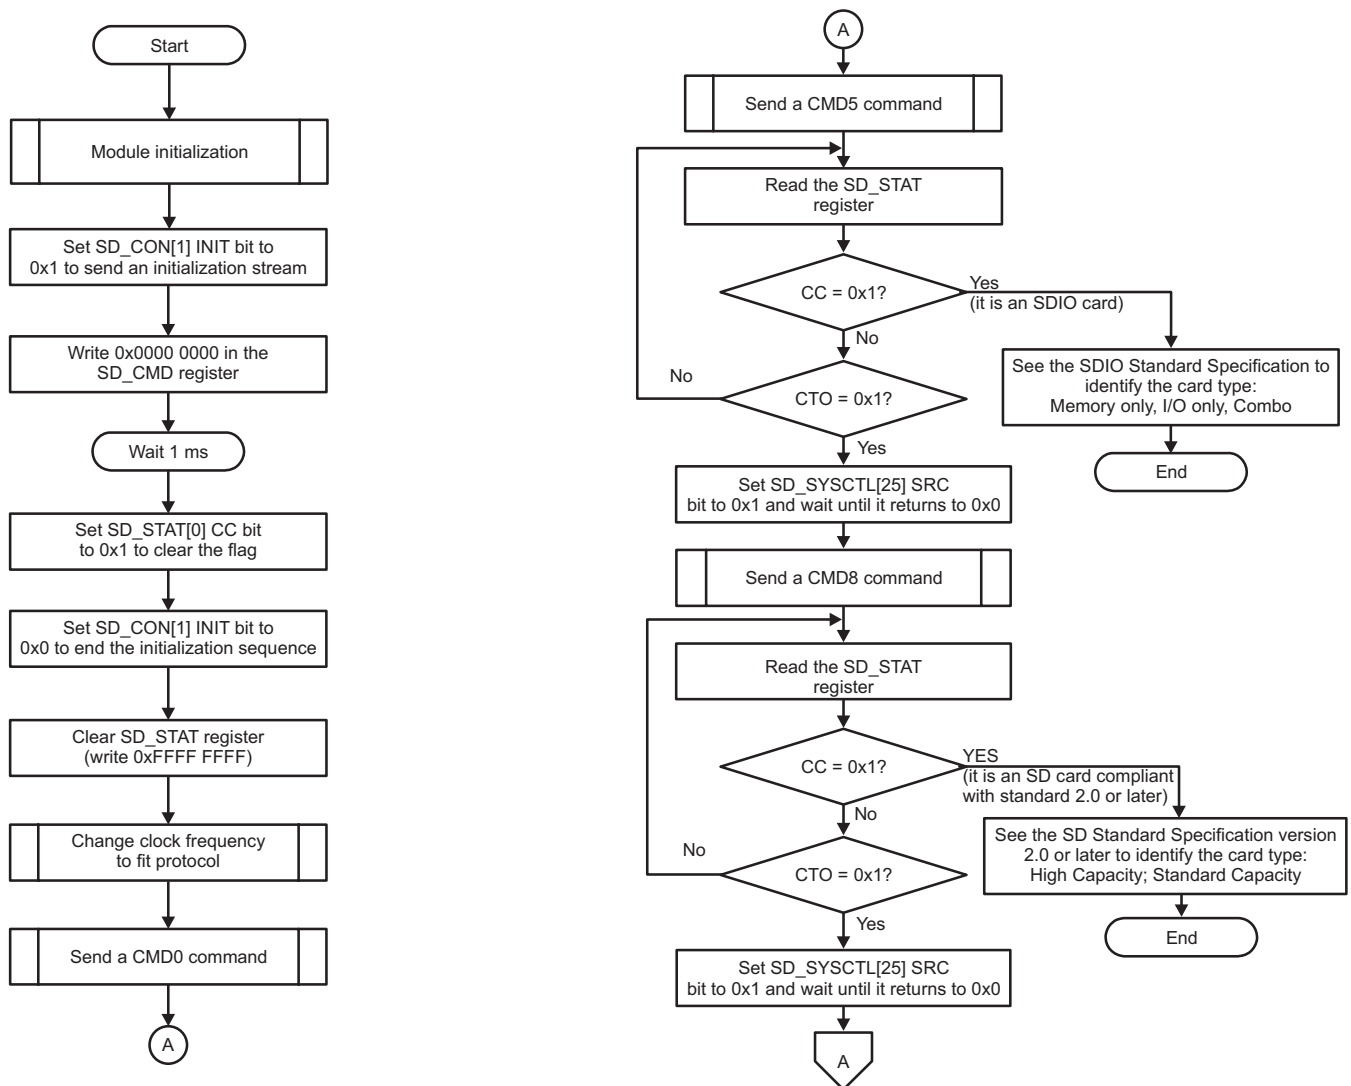 Start
Module initialization
Set SD_CON[1] INIT bit to
0x1 to send an initialization stream
Write 0x0000 0000 in the
SD_CMD register
Wait 1 ms
Set SD_STAT[0] CC bit
to 0x1 to clear the flag
Set SD_CON[1] INIT bit to
0x0 to end the initialization sequence
Clear SD_STAT register
(write 0xFFFF FFFF)
Change clock frequency
to fit protocol
Send a CMD0 command
A
A
Send a CMD5 command
Read the SD_STAT
register
CC = 0x1?
Yes
(it is an SDIO card)
No
See the SDIO Standard Specification to
identify the card type:
Memory only, I/O only, Combo
End
No
CTO = 0x1?
Yes
Set SD_SYSCTL[25] SRC
bit to 0x1 and wait until it returns to 0x0
Send a CMD8 command
Read the SD_STAT
register
CC = 0x1?
YES
(it is an SD card compliant
with standard 2.0 or later)
No
See the SD Standard Specification version
2.0 or later to identify the card type:
High Capacity; Standard Capacity
End
No
CTO = 0x1?
Yes
Set SD_SYSCTL[25] SRC
bit to 0x1 and wait until it returns to 0x0
A